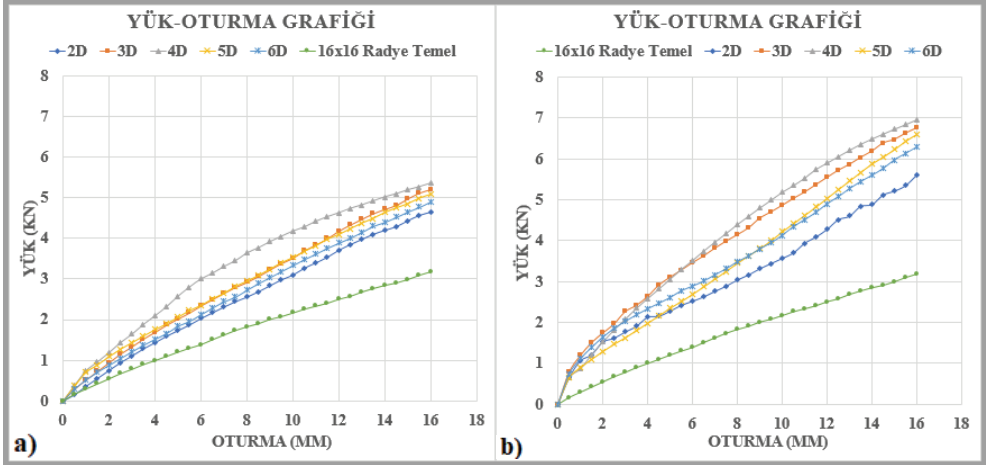 YÜK-OTURMA GRAFİĞİ
2D 3D 4D 5D 6D 16x16 Radye Temel
8
7
6
5
4
3
2
1
0
YÜK (KN)
0 2 4 6 8 10 12 14 16 18
OTURMA (MM)
a)
YÜK-OTURMA GRAFİĞİ
16x16 Radye Temel 2D 3D 4D 5D 6D
8
7
6
5
4
3
2
1
0
YÜK (KN)
0 2 4 6 8 10 12 14 16 18
OTURMA (MM)
b)